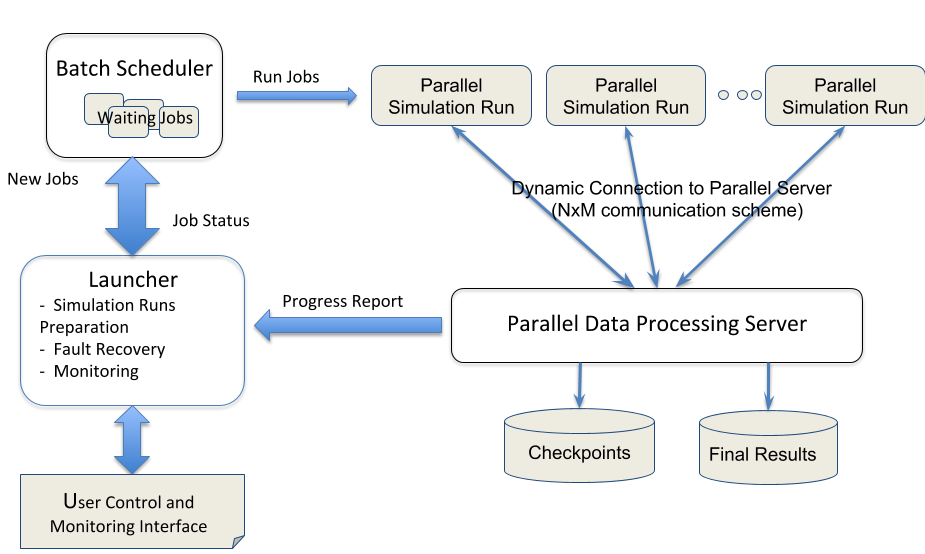 Batch Scheduler
Waiting Jobs
Run Jobs
Parallel
Simulation Run
Parallel
Simulation Run
Parallel
Simulation Run
New Jobs
Job Status
Dynamic Connection to Parallel Server
(NxM communication scheme)
Launcher
- Simulation Runs
Preparation
- Fault Recovery
- Monitoring
Progress Report
Parallel Data Processing Server
Checkpoints
Final Results
User Control and
Monitoring Interface